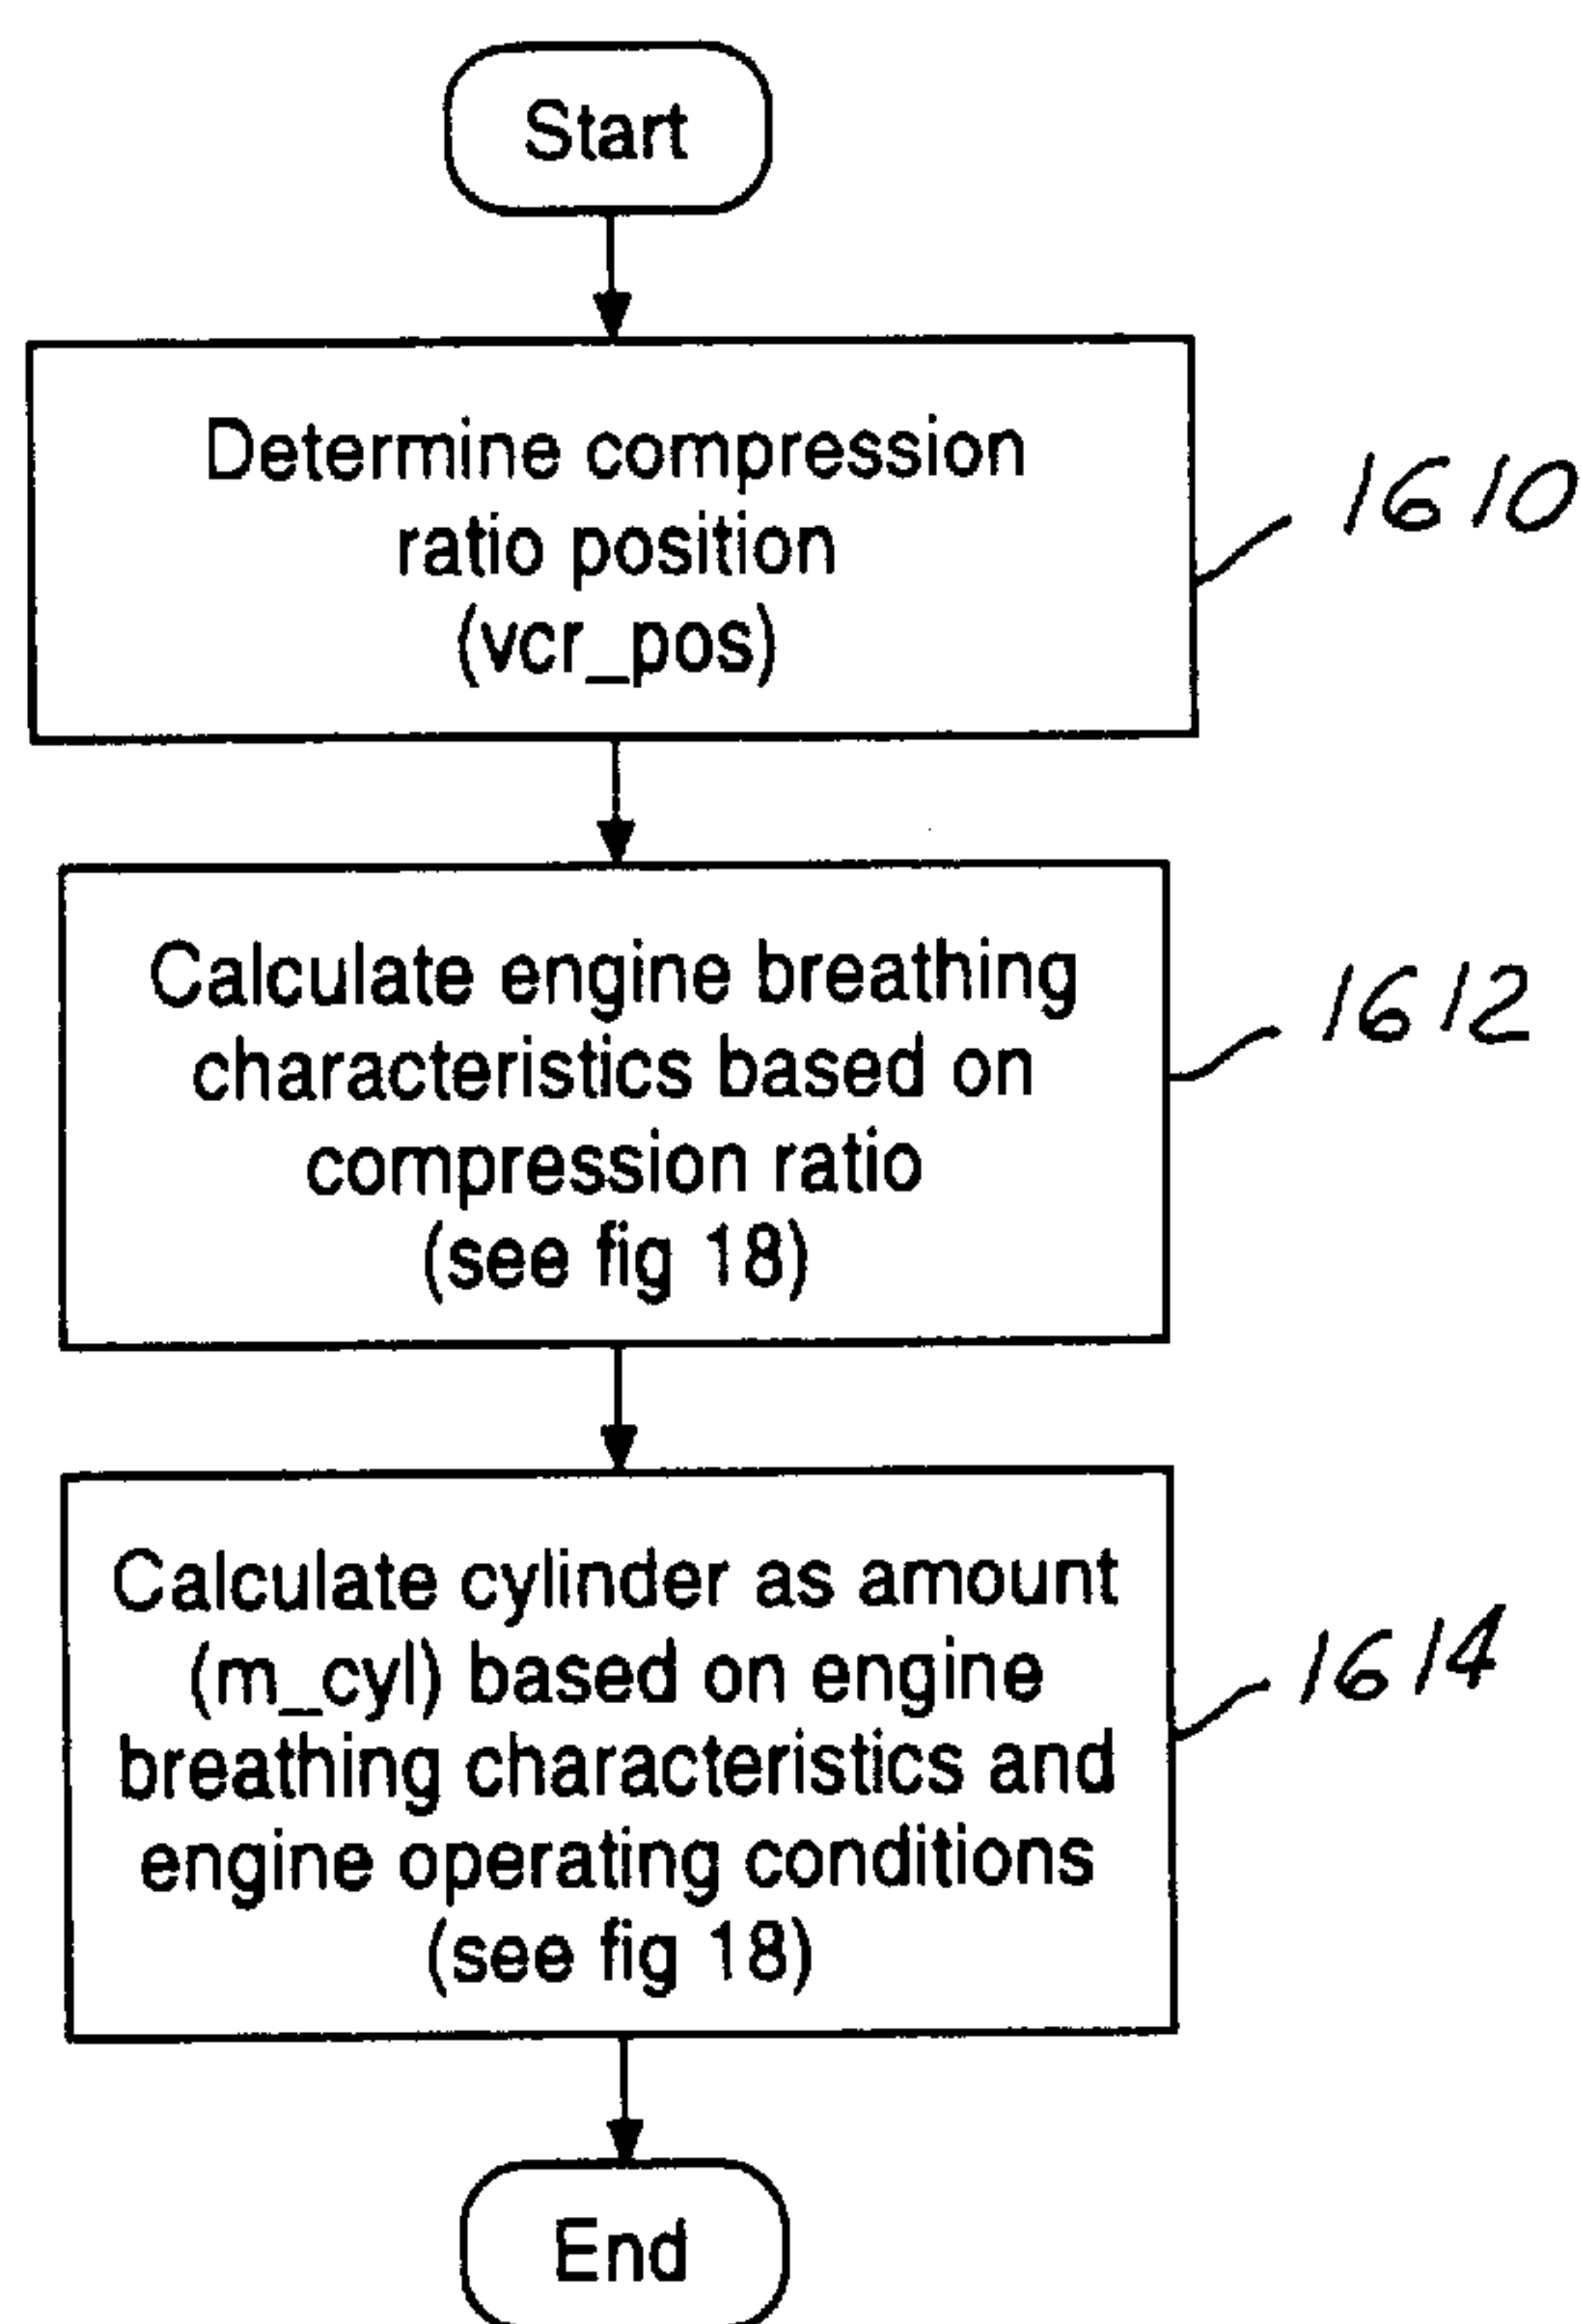 Start
Determine compression
ratio position
(vcr_pos)
1610
Calculate engine breathing
characteristics based on
compression ratio
(see fig 18)
1612
Calculate cylinder as amount
(m_cyl) based on engine
breathing characteristics and
engine operating conditions
(see fig 18)
1614
End